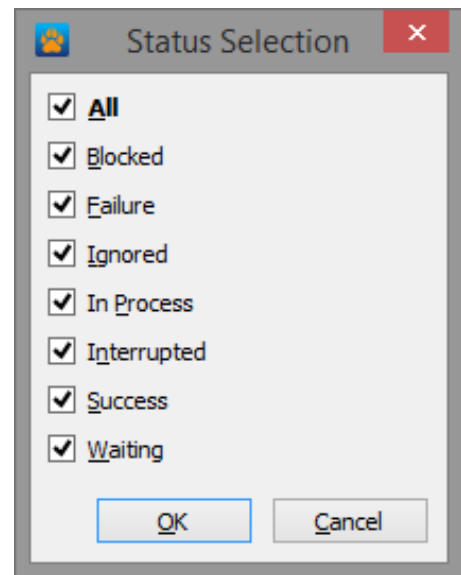 Status Selection
All
Blocked
Failure
Ignored
In Process
Interrupted
Success
Waiting
OK Cancel